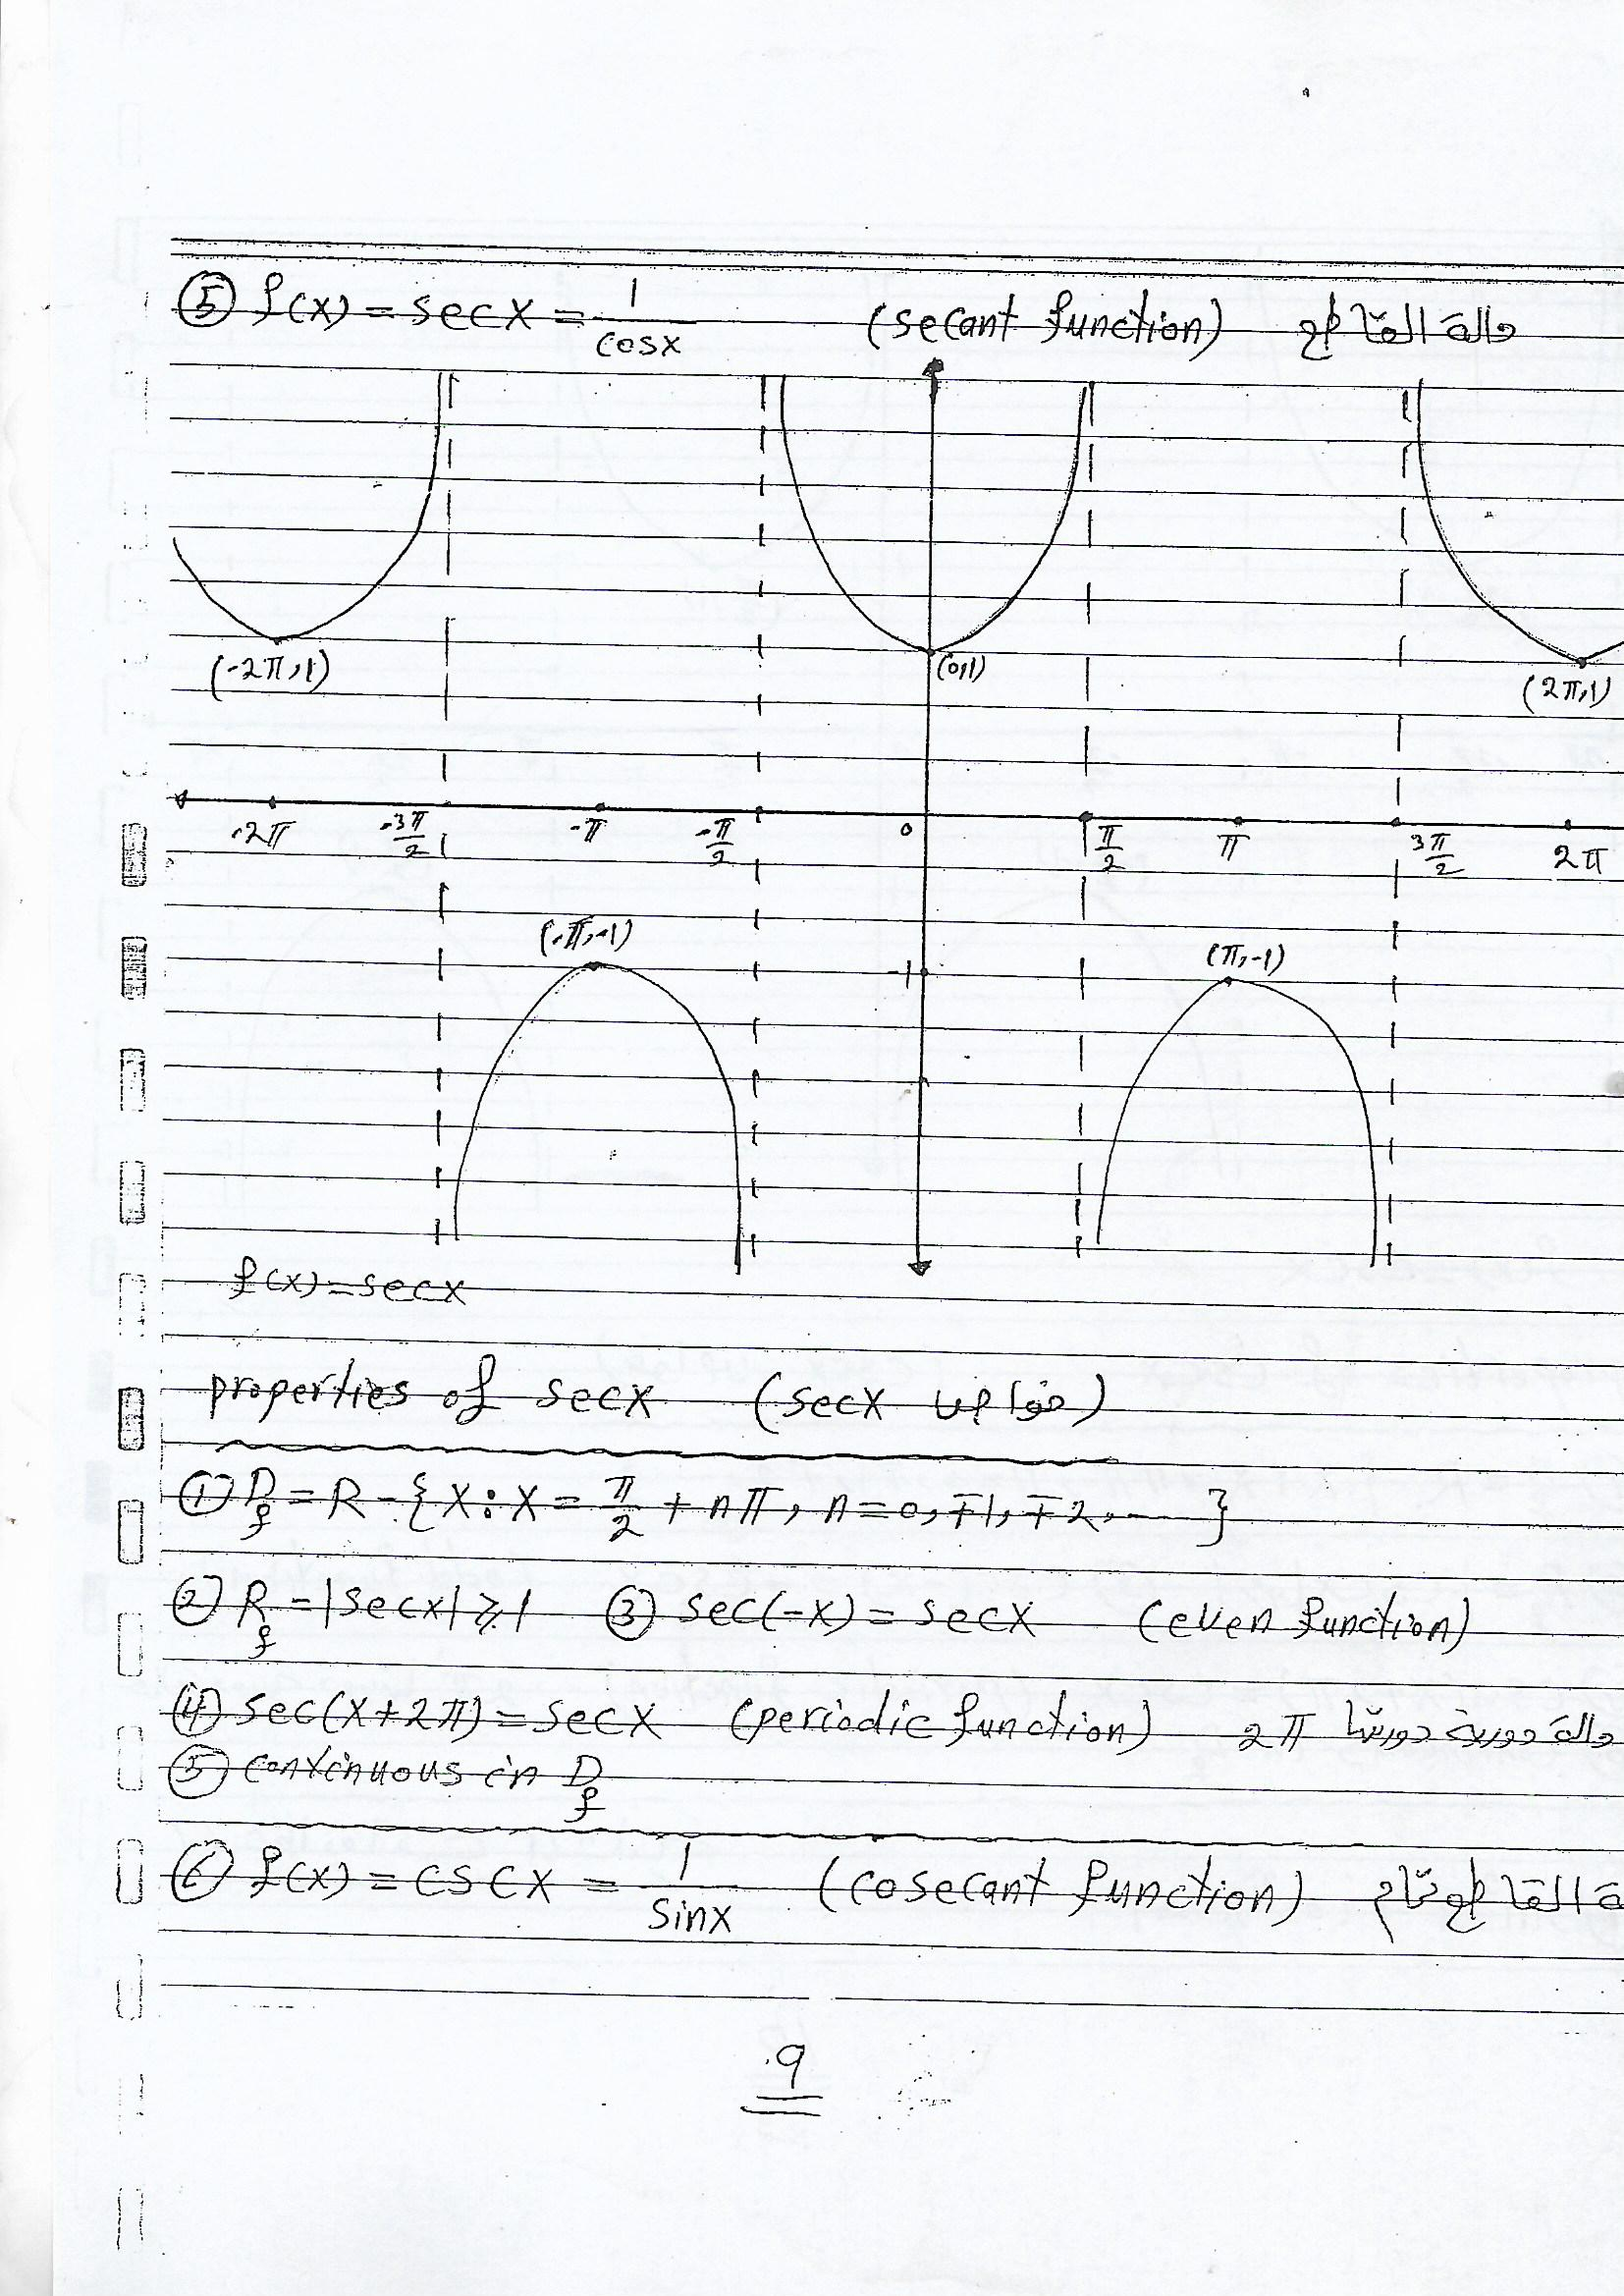 ⑤ f(x) = secx = 1/cosx (secant function) دالة القاطع
(-2π,1) (0,1) (2π,1)
-2π -3π/2 -π -π/2 0 π/2 π 3π/2 2π
(-π,-1) -1 (π,-1)
f(x)=secx
properties of secx (secx خواص)
① D_f = R - {x : x = π/2 + nπ, n = 0, ∓1, ∓2, ... }
② R_f = |secx| ≥ 1 ③ sec(-x) = secx (even function)
④ sec(x+2π) = secx (periodic function) دالة دورية دورتها 2π
⑤ continuous in D_f
⑥ f(x) = cscx = 1/sinx (cosecant function) ة القاطع تام
9